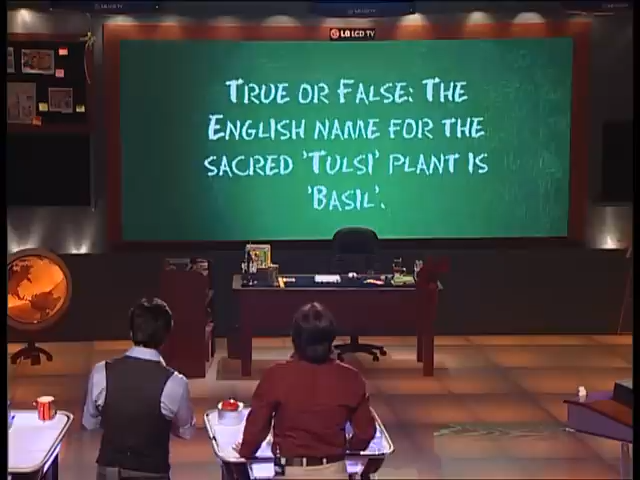 LG LCD TV
TRUE OR FALSE: THE
ENGLISH NAME FOR THE
SACRED 'TULSI' PLANT IS
'BASIL'.